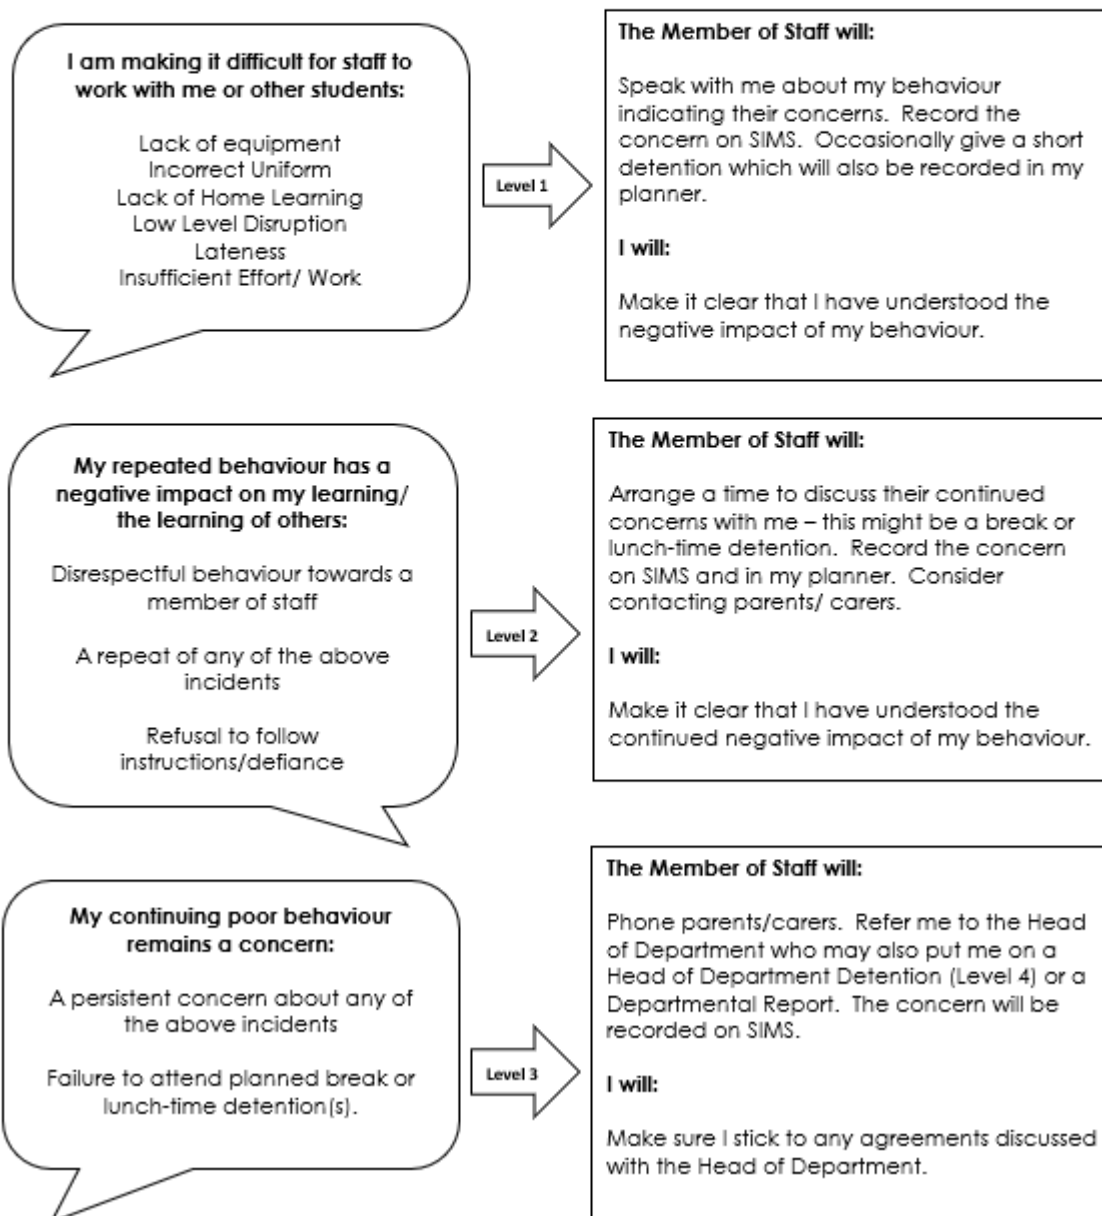 I am making it difficult for staff to
work with me or other students:
Lack of equipment
Incorrect Uniform
Lack of Home Learning
Low Level Disruption
Lateness
Insufficient Effort/ Work
Level 1
The Member of Staff will:
Speak with me about my behaviour
indicating their concerns.  Record the
concern on SIMS.  Occasionally give a short
detention which will also be recorded in my
planner.
I will:
Make it clear that I have understood the
negative impact of my behaviour.
My repeated behaviour has a
negative impact on my learning/
the learning of others:
Disrespectful behaviour towards a
member of staff
A repeat of any of the above
incidents
Refusal to follow
instructions/defiance
Level 2
The Member of Staff will:
Arrange a time to discuss their continued
concerns with me – this might be a break or
lunch-time detention.  Record the concern
on SIMS and in my planner.  Consider
contacting parents/ carers.
I will:
Make it clear that I have understood the
continued negative impact of my behaviour.
My continuing poor behaviour
remains a concern:
A persistent concern about any of
the above incidents
Failure to attend planned break or
lunch-time detention(s).
Level 3
The Member of Staff will:
Phone parents/carers.  Refer me to the Head
of Department who may also put me on a
Head of Department Detention (Level 4) or a
Departmental Report.  The concern will be
recorded on SIMS.
I will:
Make sure I stick to any agreements discussed
with the Head of Department.